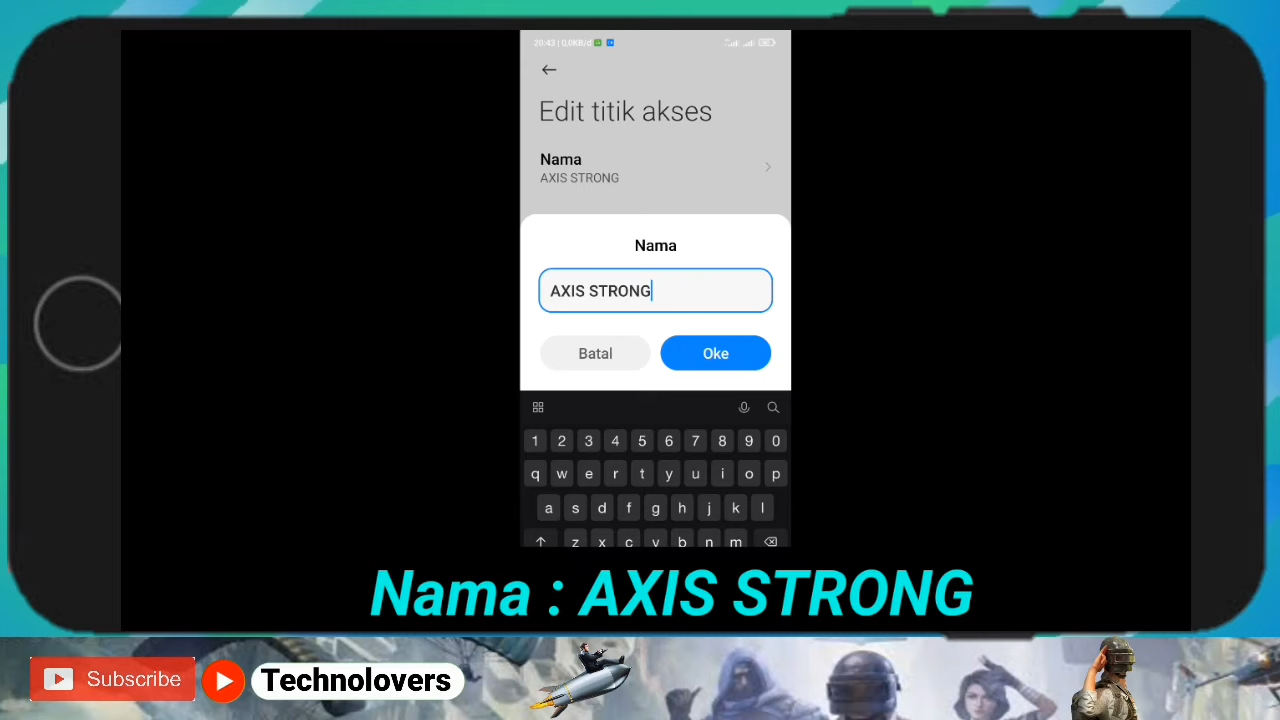 20:43 | 0,0KB/d
Edit titik akses
Nama
AXIS STRONG
Nama
AXIS STRONG
Batal
Oke
1 2 3 4 5 6 7 8 9 0
q w e r t y u i o p
a s d f g h j k l
z x c v b n m
Nama : AXIS STRONG
Subscribe
Technolovers